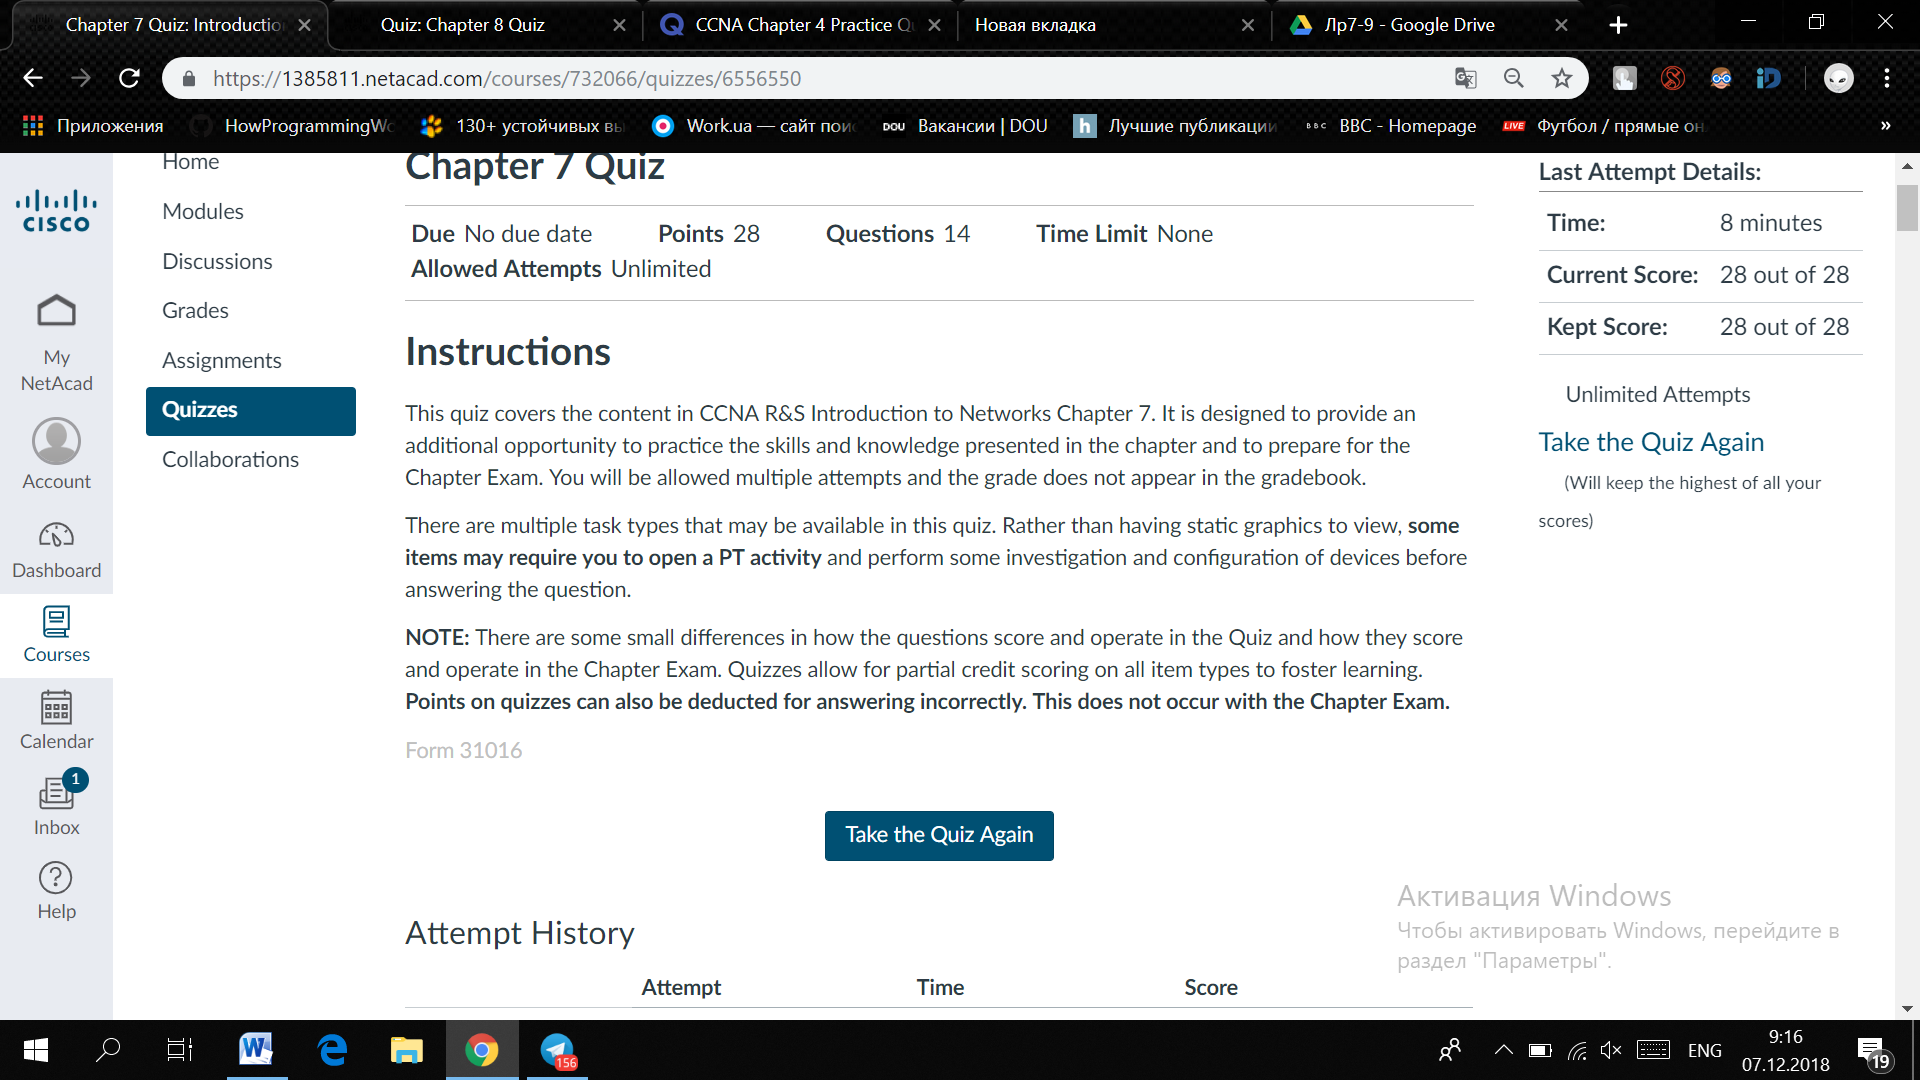 Chapter 7 Quiz: Introductio
Quiz: Chapter 8 Quiz
CCNA Chapter 4 Practice Q
Новая вкладка
Лр7-9 - Google Drive
https://1385811.netacad.com/courses/732066/quizzes/6556550
Приложения
HowProgrammingWo
130+ устойчивых вы
Work.ua — сайт пои
DOU Вакансии | DOU
h Лучшие публикации
BBC BBC - Homepage
LIVE Футбол / прямые он
»
CISCO
My
NetAcad
Account
Dashboard
Courses
Calendar
1
Inbox
Help
Home
Modules
Discussions
Grades
Assignments
Quizzes
Collaborations
Chapter 7 Quiz
Due No due date Points 28 Questions 14 Time Limit None
Allowed Attempts Unlimited
Instructions
This quiz covers the content in CCNA R&S Introduction to Networks Chapter 7. It is designed to provide an
additional opportunity to practice the skills and knowledge presented in the chapter and to prepare for the
Chapter Exam. You will be allowed multiple attempts and the grade does not appear in the gradebook.
There are multiple task types that may be available in this quiz. Rather than having static graphics to view, some
items may require you to open a PT activity and perform some investigation and configuration of devices before
answering the question.
NOTE: There are some small differences in how the questions score and operate in the Quiz and how they score
and operate in the Chapter Exam. Quizzes allow for partial credit scoring on all item types to foster learning.
Points on quizzes can also be deducted for answering incorrectly. This does not occur with the Chapter Exam.
Form 31016
Take the Quiz Again
Attempt History
Attempt Time Score
Last Attempt Details:
Time: 8 minutes
Current Score: 28 out of 28
Kept Score: 28 out of 28
Unlimited Attempts
Take the Quiz Again
(Will keep the highest of all your
scores)
Активация Windows
Чтобы активировать Windows, перейдите в
раздел "Параметры".
156
ENG
9:16
07.12.2018
19